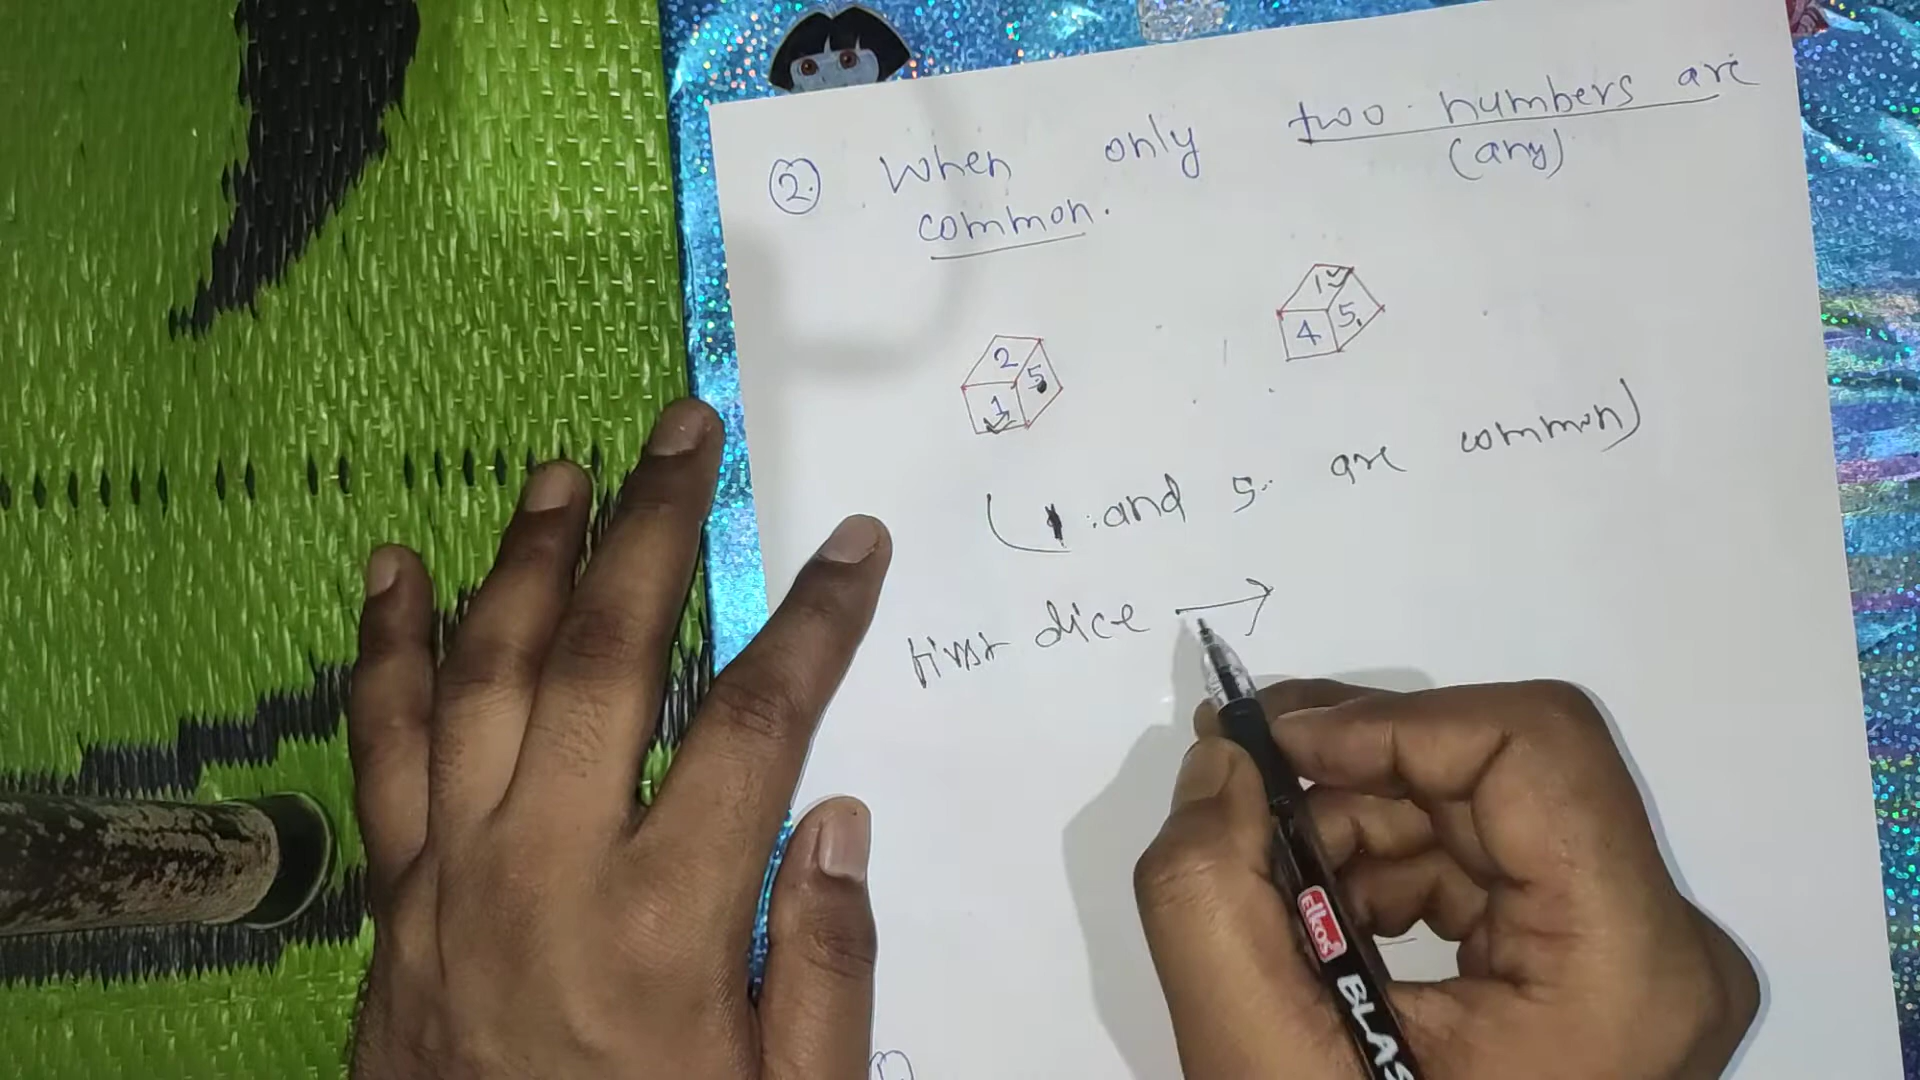 2. When only two numbers are
(any)
common.
2
5
1
1
5
4
(1 and 5 are common)
First dice →
elkos
BLAS